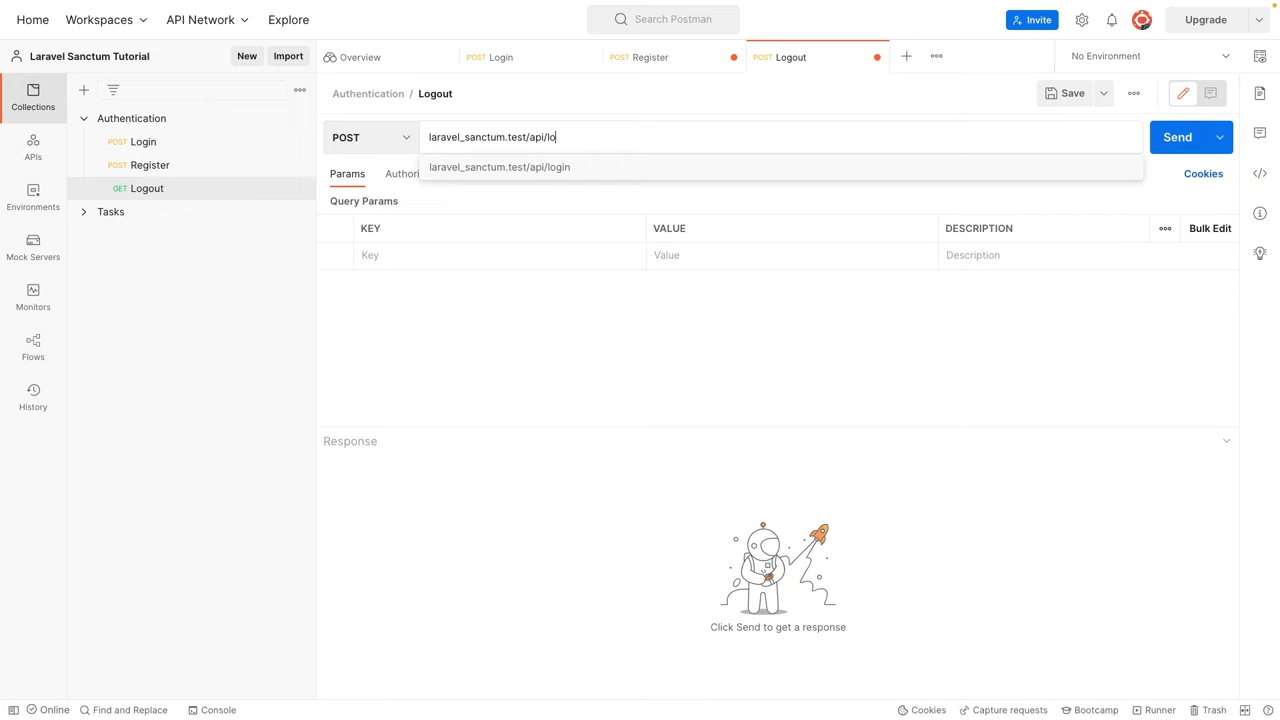 Home Workspaces API Network Explore Search Postman Invite Upgrade
Laravel Sanctum Tutorial New Import Overview POST Login POST Register POST Logout No Environment
Collections
APIs
Environments
Mock Servers
Monitors
Flows
History
Authentication
POST Login
POST Register
GET Logout
Tasks
Authentication / Logout Save
POST laravel_sanctum.test/api/lo Send
laravel_sanctum.test/api/login
Params Authori Cookies
Query Params
KEY VALUE DESCRIPTION Bulk Edit
Key Value Description
Response
Click Send to get a response
Online Find and Replace Console Cookies Capture requests Bootcamp Runner Trash